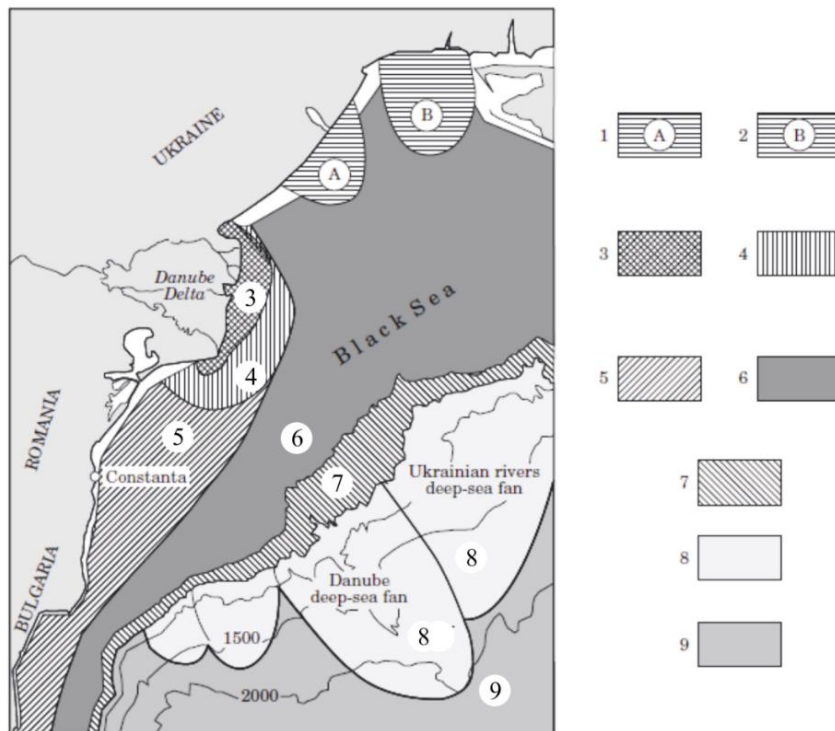 UKRAINE
B
A
Danube
Delta
3
4
5
Black Sea
ROMANIA
Constanta
6
7
Ukrainian rivers
deep-sea fan
8
BULGARIA
Danube
deep-sea fan
8
1500
2000
9
1 A
2 B
3
4
5
6
7
8
9